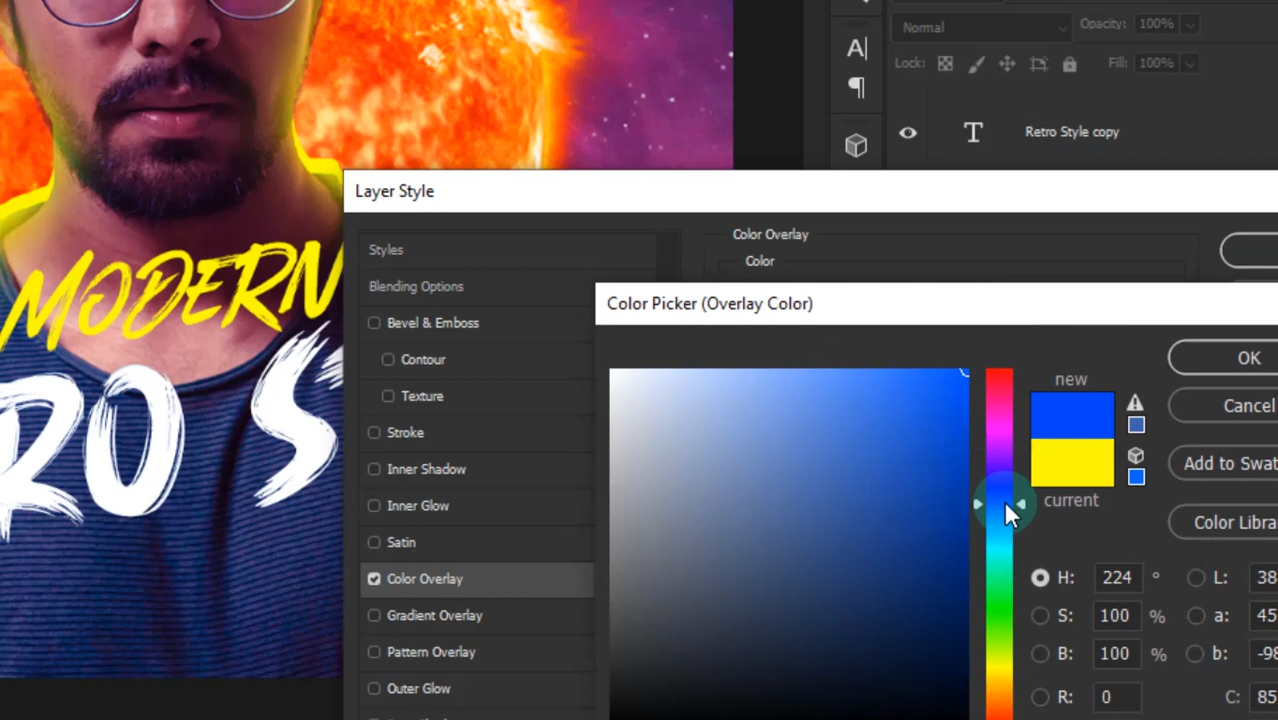 Normal
Opacity: 100%
Lock:
Fill: 100%
T Retro Style copy
Layer Style
Styles
Blending Options
Bevel & Emboss
Contour
Texture
Stroke
Inner Shadow
Inner Glow
Satin
Color Overlay
Gradient Overlay
Pattern Overlay
Outer Glow
Color Overlay
Color
Color Picker (Overlay Color)
new
current
OK
Cancel
Add to Swat
Color Libra
H: 224 °
S: 100 %
B: 100 %
R: 0
L: 38
a: 45
b: -98
C: 85
MODERN
RO S